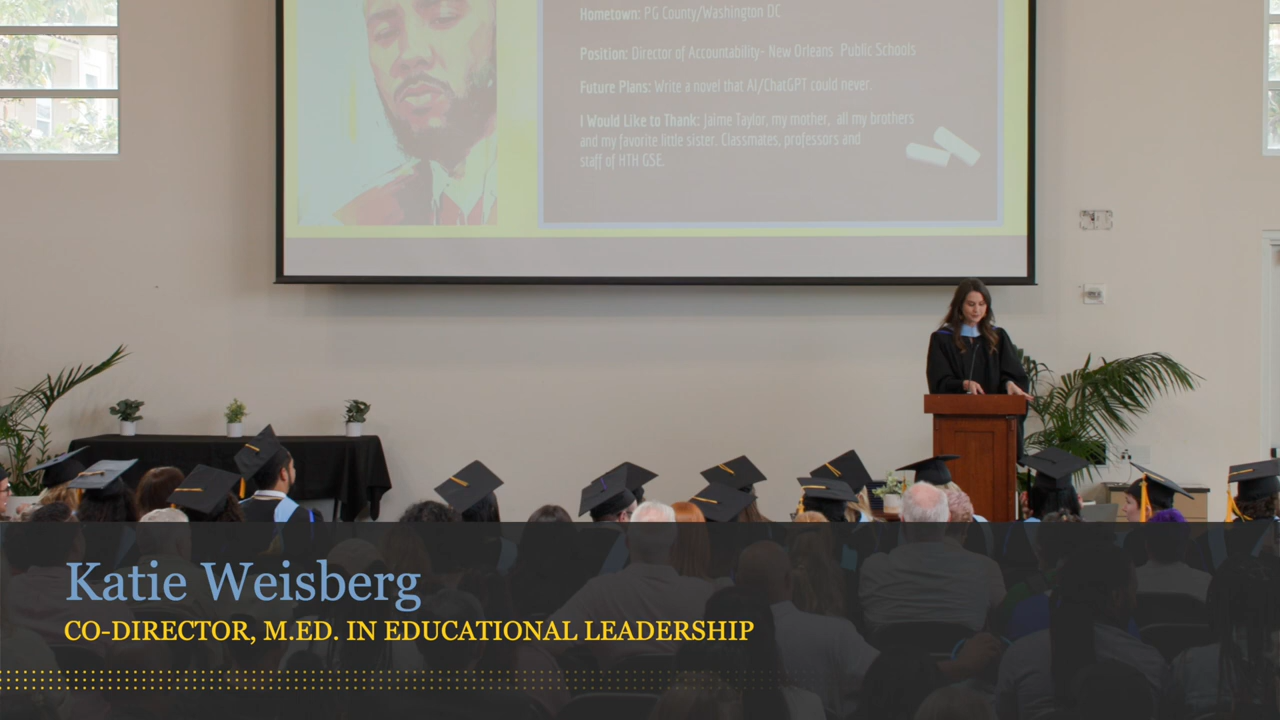 Hometown: PG County/Washington DC
Position: Director of Accountability- New Orleans Public Schools
Future Plans: Write a novel that AI/ChatGPT could never.
I Would Like to Thank: Jaime Taylor, my mother, all my brothers
and my favorite little sister. Classmates, professors and
staff of HTH GSE.
Katie Weisberg
CO-DIRECTOR, M.ED. IN EDUCATIONAL LEADERSHIP